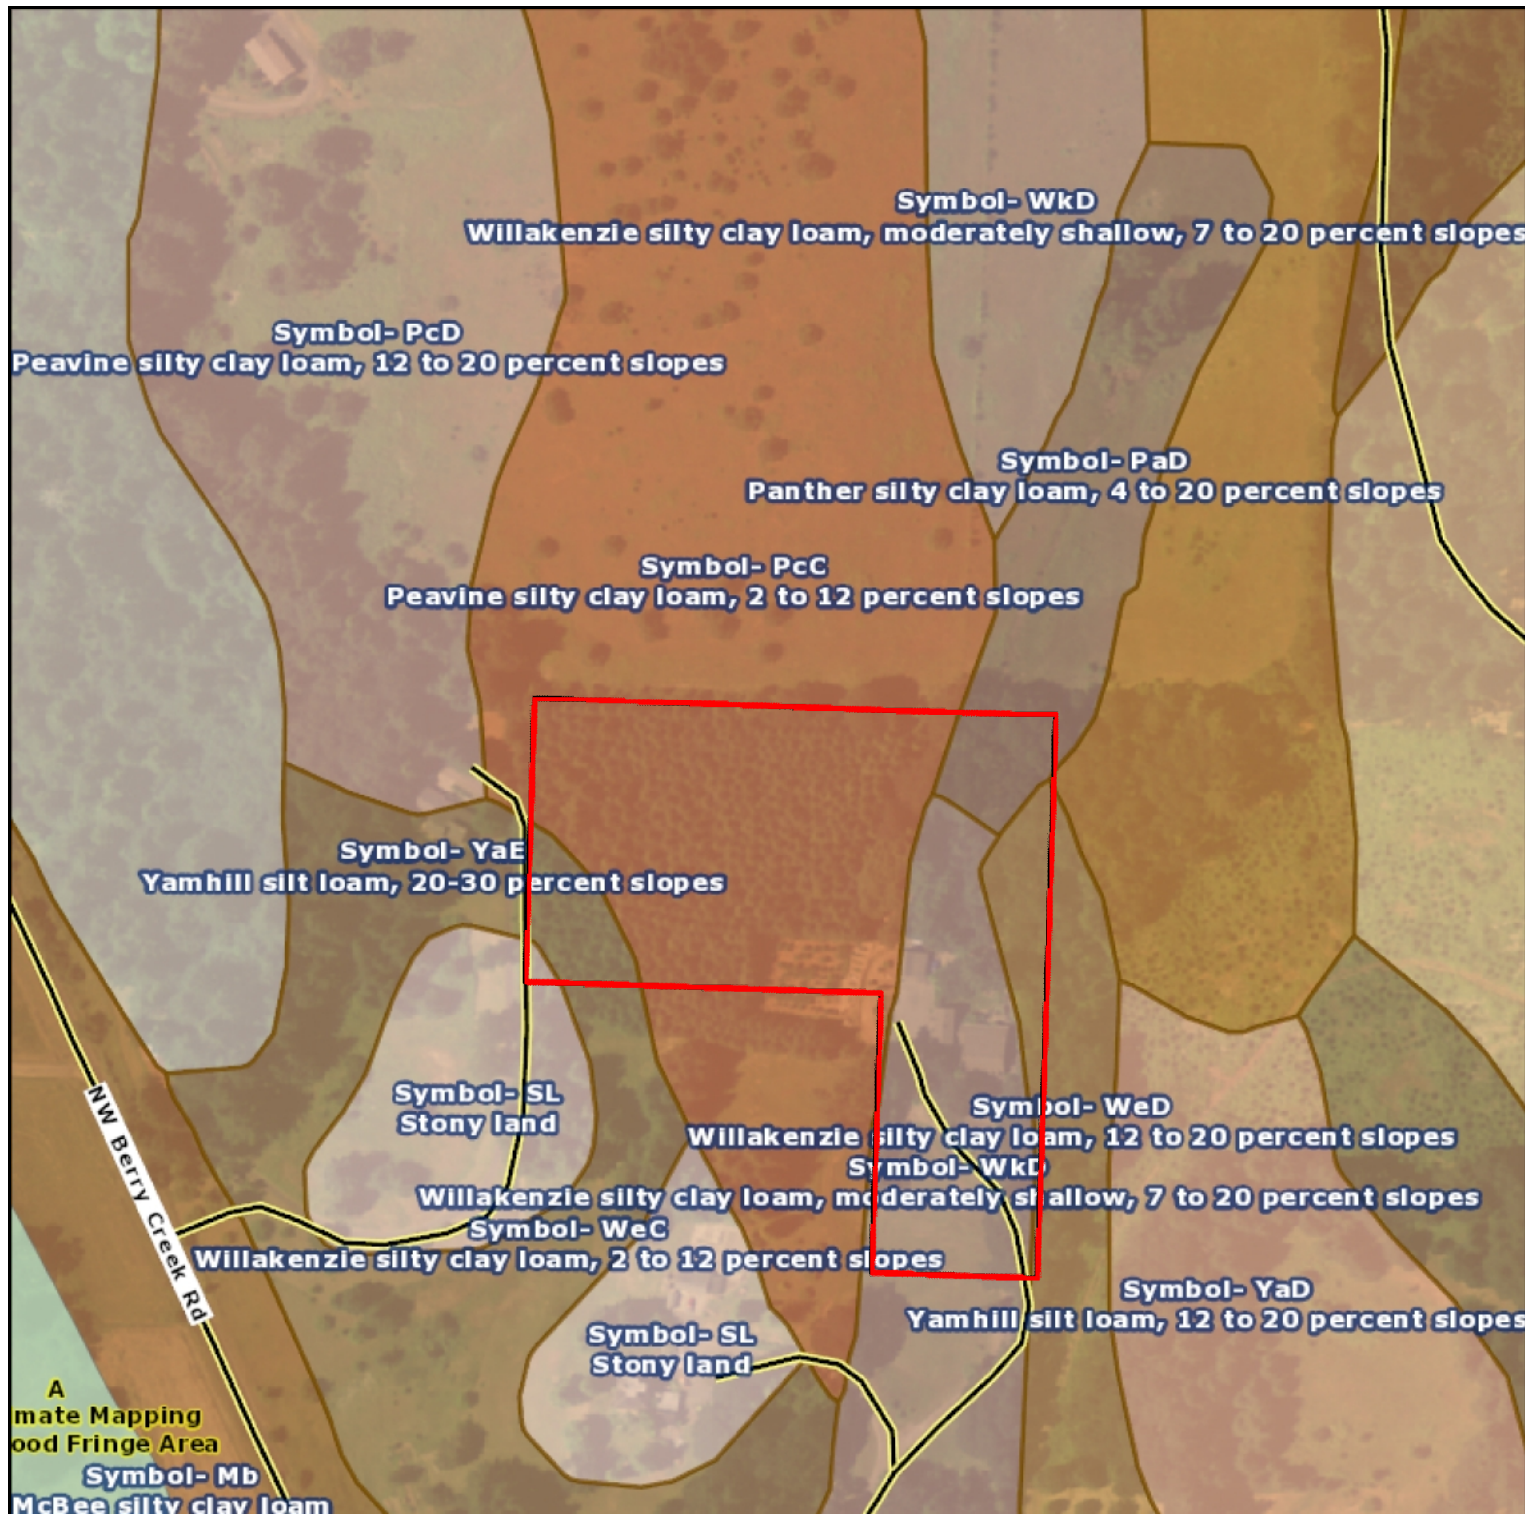 Symbol- WkD
Willakenzie silty clay loam, moderately shallow, 7 to 20 percent slopes
Symbol- PcD
Peavine silty clay loam, 12 to 20 percent slopes
Symbol- PaD
Panther silty clay loam, 4 to 20 percent slopes
Symbol- PcC
Peavine silty clay loam, 2 to 12 percent slopes
Symbol- YaE
Yamhill silt loam, 20-30 percent slopes
Symbol- SL
Stony land
NW Berry Creek Rd
Symbol- WeD
Willakenzie silty clay loam, 12 to 20 percent slopes
Symbol- WkD
Willakenzie silty clay loam, moderately shallow, 7 to 20 percent slopes
Symbol- WeC
Willakenzie silty clay loam, 2 to 12 percent slopes
Symbol- YaD
Yamhill silt loam, 12 to 20 percent slopes
Symbol- SL
Stony land
A
mate Mapping
ood Fringe Area
Symbol- Mb
McBee silty clay loam